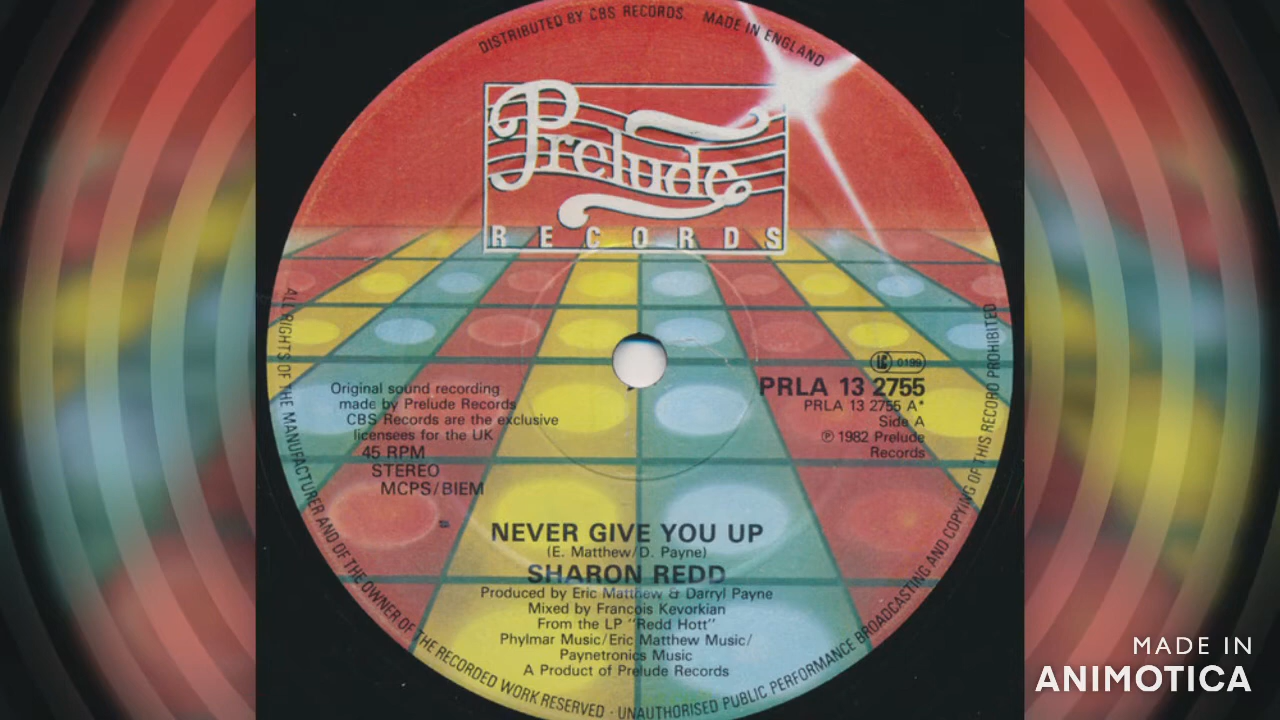 DISTRIBUTED BY CBS RECORDS. MADE IN ENGLAND
Prelude
RECORDS
LC 0199
PRLA 13 2755
PRLA 13 2755 A*
Side A
℗ 1982 Prelude
Records
Original sound recording
made by Prelude Records
CBS Records are the exclusive
licensees for the UK
45 RPM
STEREO
MCPS/BIEM
NEVER GIVE YOU UP
(E. Matthew/D. Payne)
SHARON REDD
Produced by Eric Matthew & Darryl Payne
Mixed by Francois Kevorkian
From the LP "Redd Hott"
Phylmar Music/Eric Matthew Music/
Paynetronics Music
A Product of Prelude Records
ALL RIGHTS OF THE MANUFACTURER AND OF THE OWNER OF THE RECORDED WORK RESERVED - UNAUTHORISED PUBLIC PERFORMANCE BROADCASTING AND COPYING OF THIS RECORD PROHIBITED
MADE IN
ANIMOTICA